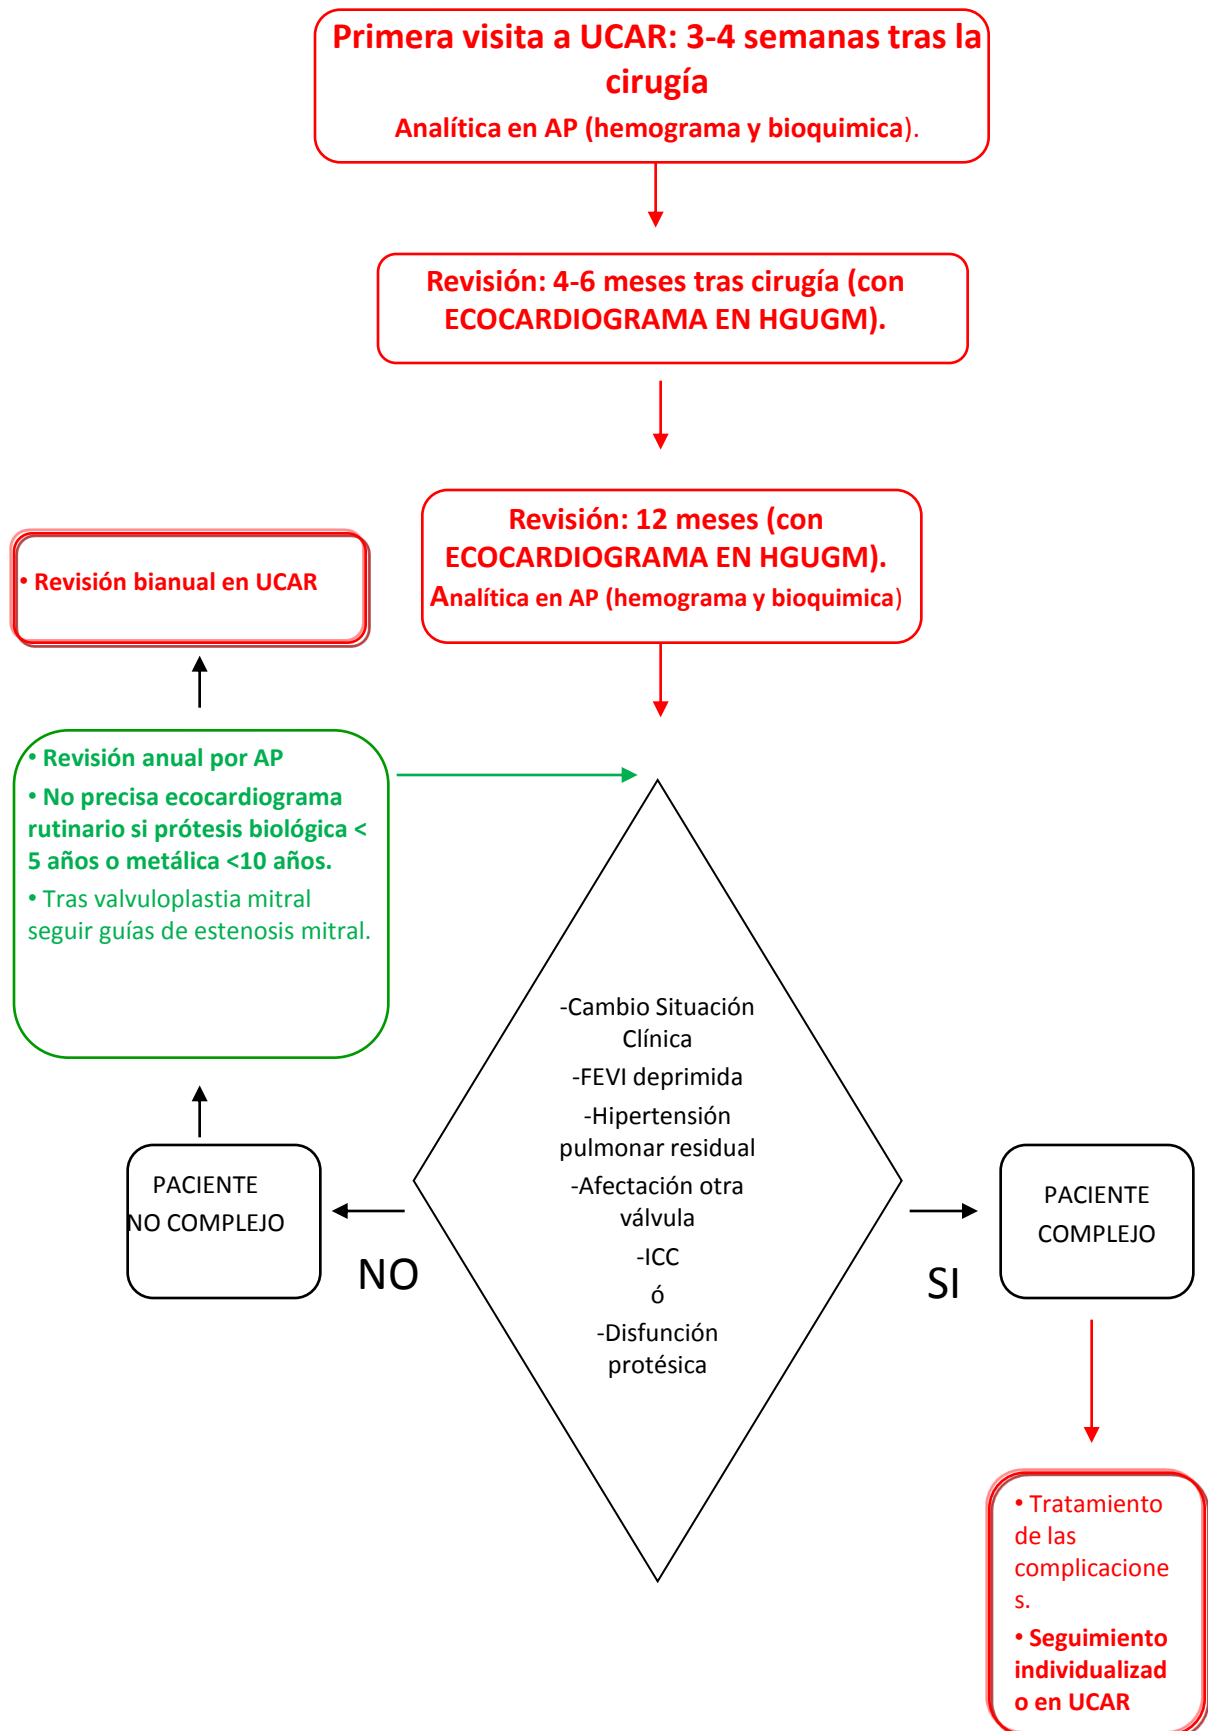 Primera visita a UCAR: 3-4 semanas tras la
cirugía
Analítica en AP (hemograma y bioquimica).
Revisión: 4-6 meses tras cirugía (con
ECOCARDIOGRAMA EN HGUGM).
Revisión: 12 meses (con
ECOCARDIOGRAMA EN HGUGM).
Analítica en AP (hemograma y bioquimica)
• Revisión bianual en UCAR
• Revisión anual por AP
• No precisa ecocardiograma
rutinario si prótesis biológica <
5 años o metálica <10 años.
• Tras valvuloplastia mitral
seguir guías de estenosis mitral.
-Cambio Situación
Clínica
-FEVI deprimida
-Hipertensión
pulmonar residual
-Afectación otra
válvula
-ICC
ó
-Disfunción
protésica
PACIENTE
NO COMPLEJO
NO
SI
PACIENTE
COMPLEJO
• Tratamiento
de las
complicacione
s.
• Seguimiento
individualizad
o en UCAR